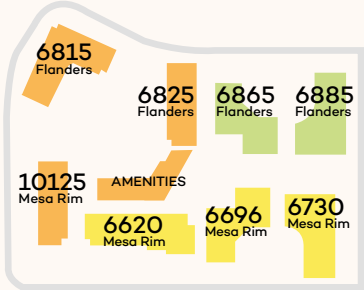 6815
Flanders
6825
Flanders
6865
Flanders
6885
Flanders
10125
Mesa Rim
AMENITIES
6620
Mesa Rim
6696
Mesa Rim
6730
Mesa Rim